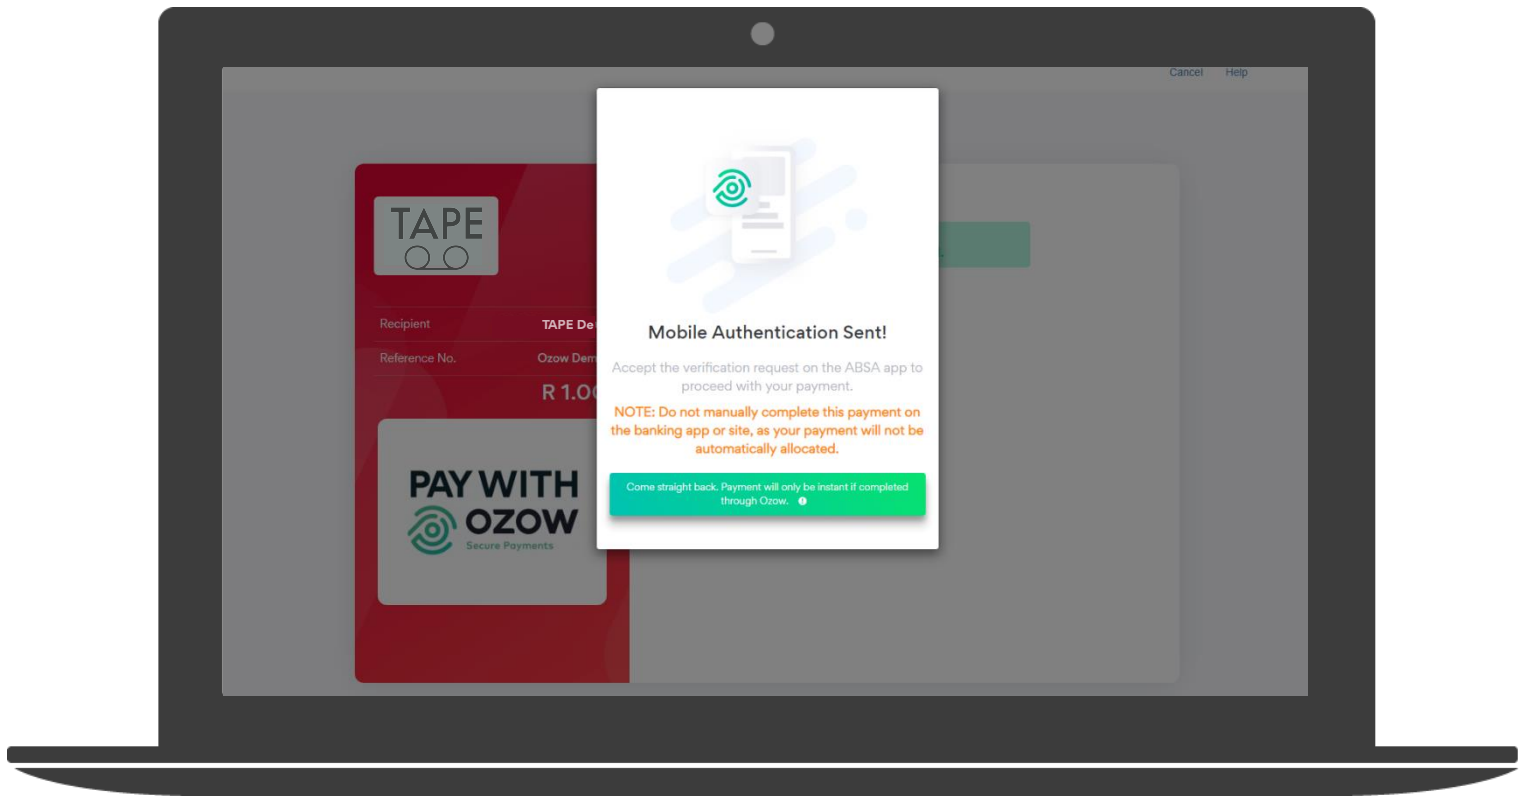 Cancel Help
TAPE
Recipient TAPE
Reference No. Ozow
R 1.00
PAY WITH
OZOW
Secure Payments
Mobile Authentication Sent!
Accept the verification request on the ABSA app to
proceed with your payment.
NOTE: Do not manually complete this payment on
the banking app or site, as your payment will not be
automatically allocated.
Come straight back. Payment will only be instant if completed
through Ozow.